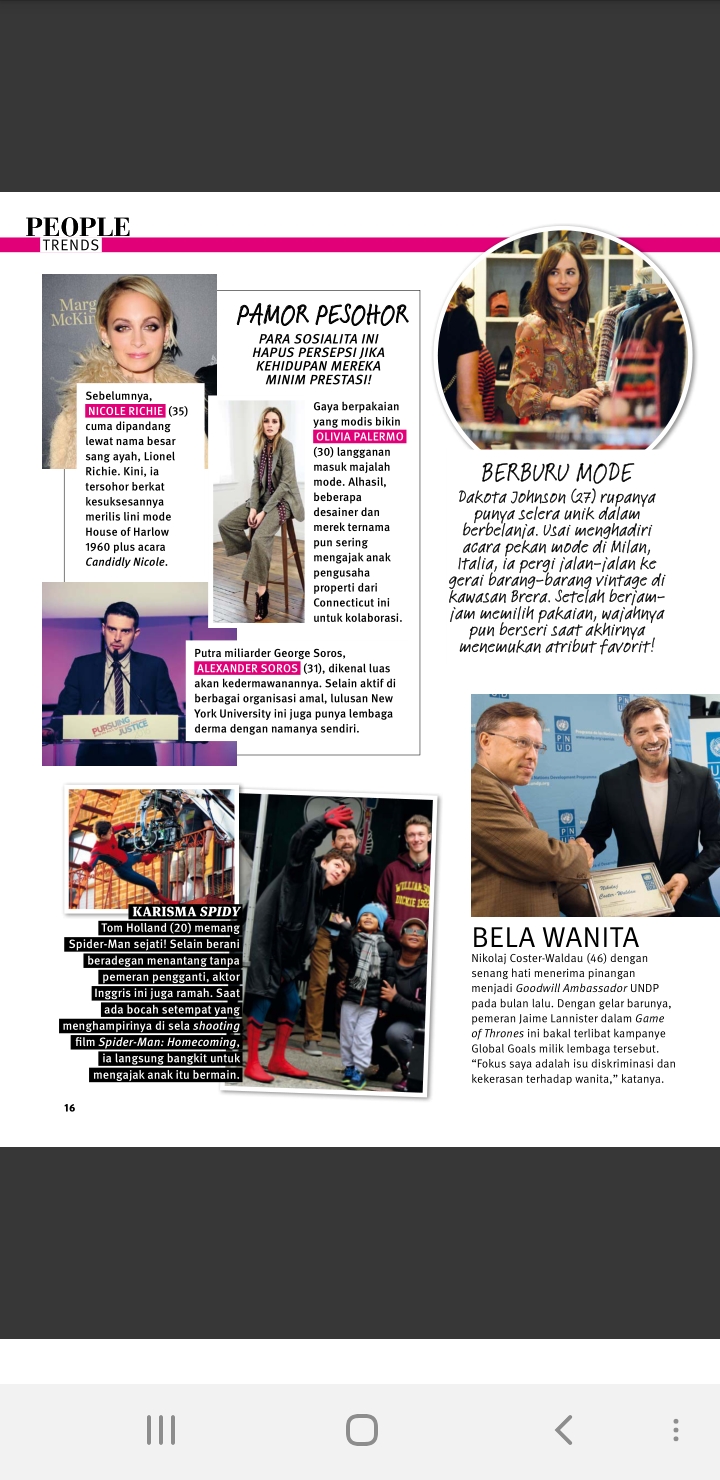 PEOPLE
TRENDS
PAMOR PESOHOR
PARA SOSIALITA INI
HAPUS PERSEPSI JIKA
KEHIDUPAN MEREKA
MINIM PRESTASI!
Sebelumnya,
NICOLE RICHIE (35)
cuma dipandang
lewat nama besar
sang ayah, Lionel
Richie. Kini, ia
tersohor berkat
kesuksesannya
merilis lini mode
House of Harlow
1960 plus acara
Candidly Nicole.
Gaya berpakaian
yang modis bikin
OLIVIA PALERMO
(30) langganan
masuk majalah
mode. Alhasil,
beberapa
desainer dan
merek ternama
pun sering
mengajak anak
pengusaha
properti dari
Connecticut ini
untuk kolaborasi.
Putra miliarder George Soros,
ALEXANDER SOROS (31), dikenal luas
akan kedermawanannya. Selain aktif di
berbagai organisasi amal, lulusan New
York University ini juga punya lembaga
derma dengan namanya sendiri.
PURSUING
JUSTICE
BERBURU MODE
Dakota Johnson (27) rupanya
punya selera unik dalam
berbelanja. Usai menghadiri
acara pekan mode di Milan,
Italia, ia pergi jalan-jalan ke
gerai barang-barang vintage di
kawasan Brera. Setelah berjam-
jam memilih pakaian, wajahnya
pun berseri saat akhirnya
menemukan atribut favorit!
KARISMA SPIDY
Tom Holland (20) memang
Spider-Man sejati! Selain berani
beradegan menantang tanpa
pemeran pengganti, aktor
Inggris ini juga ramah. Saat
ada bocah setempat yang
menghampirinya di sela shooting
film Spider-Man: Homecoming,
ia langsung bangkit untuk
mengajak anak itu bermain.
PN
UD
Nikolaj
Coster-Waldau
BELA WANITA
Nikolaj Coster-Waldau (46) dengan
senang hati menerima pinangan
menjadi Goodwill Ambassador UNDP
pada bulan lalu. Dengan gelar barunya,
pemeran Jaime Lannister dalam Game
of Thrones ini bakal terlibat kampanye
Global Goals milik lembaga tersebut.
“Fokus saya adalah isu diskriminasi dan
kekerasan terhadap wanita,” katanya.
16